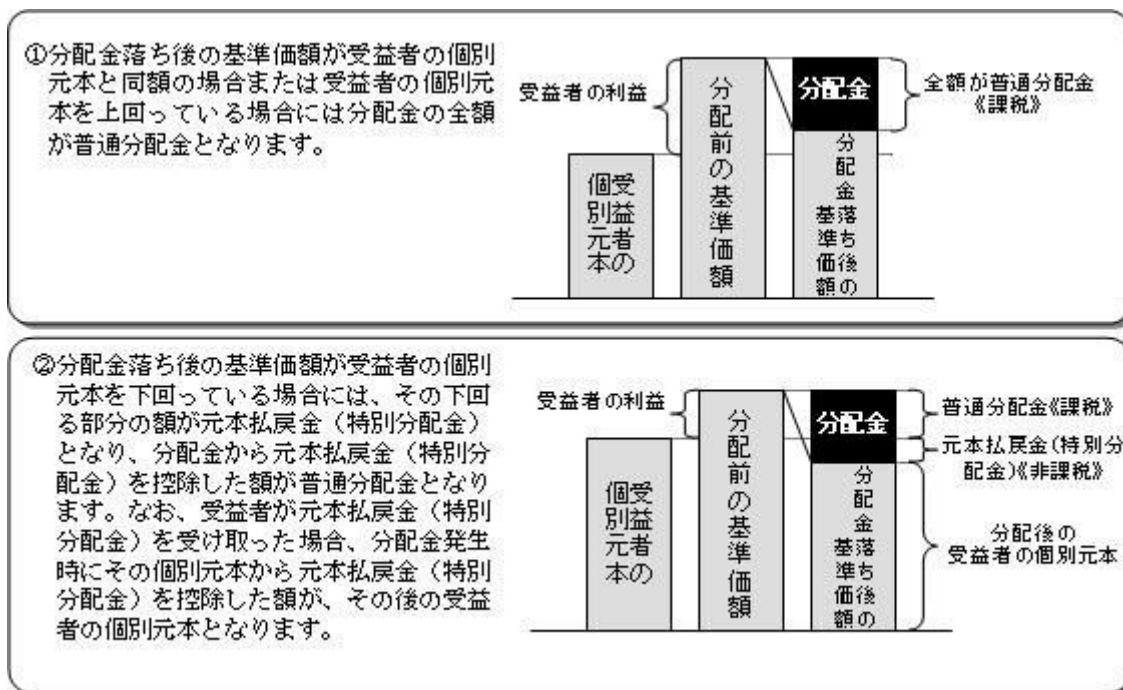 ①分配金落ち後の基準価額が受益者の個別
元本と同額の場合または受益者の個別元
本を上回っている場合には分配金の全額
が普通分配金となります。
受益者の利益
個別元本
受益者の
分配前の基準価額
分配金
分配金落ち後の
基準価額
全額が普通分配金
《課税》
②分配金落ち後の基準価額が受益者の個別
元本を下回っている場合には、その下回
る部分の額が元本払戻金（特別分配金）
となり、分配金から元本払戻金（特別分
配金）を控除した額が普通分配金となり
ます。なお、受益者が元本払戻金（特別
分配金）を受け取った場合、分配金発生
時にその個別元本から元本払戻金（特別
分配金）を控除した額が、その後の受益
者の個別元本となります。
受益者の利益
受益者の
個別元本
分配前の基準価額
分配金
分配金落ち後の
基準価額
普通分配金《課税》
元本払戻金（特別分
配金）《非課税》
分配後の
受益者の個別元本